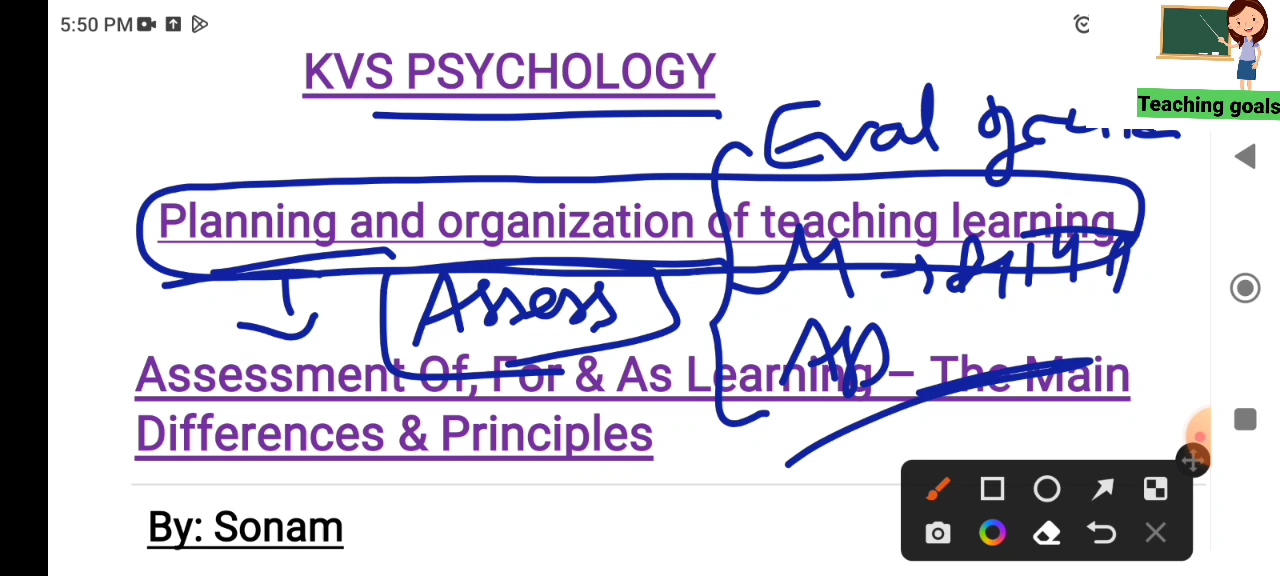 5:50 PM
KVS PSYCHOLOGY
Teaching goals
Eval
Planning and organization of teaching learning
M →
Assess
Ap
Assessment Of, For & As Learning – The Main
Differences & Principles
By: Sonam